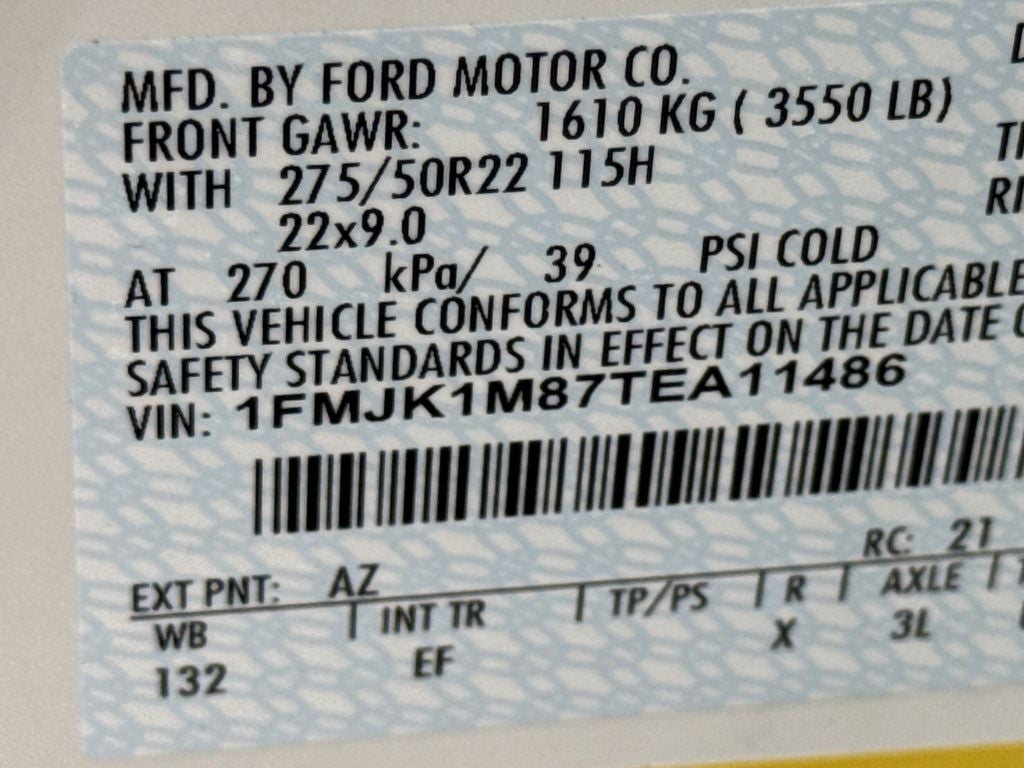 MFD. BY FORD MOTOR CO.
FRONT GAWR: 1610 KG ( 3550 LB)
WITH 275/50R22 115H
22x9.0
AT 270 kPa/ 39 PSI COLD
THIS VEHICLE CONFORMS TO ALL APPLICABLE
SAFETY STANDARDS IN EFFECT ON THE DATE
VIN: 1FMJK1M87TEA11486
RC: 21
EXT PNT: AZ
WB | INT TR | TP/PS | R | AXLE |
132 EF X 3L